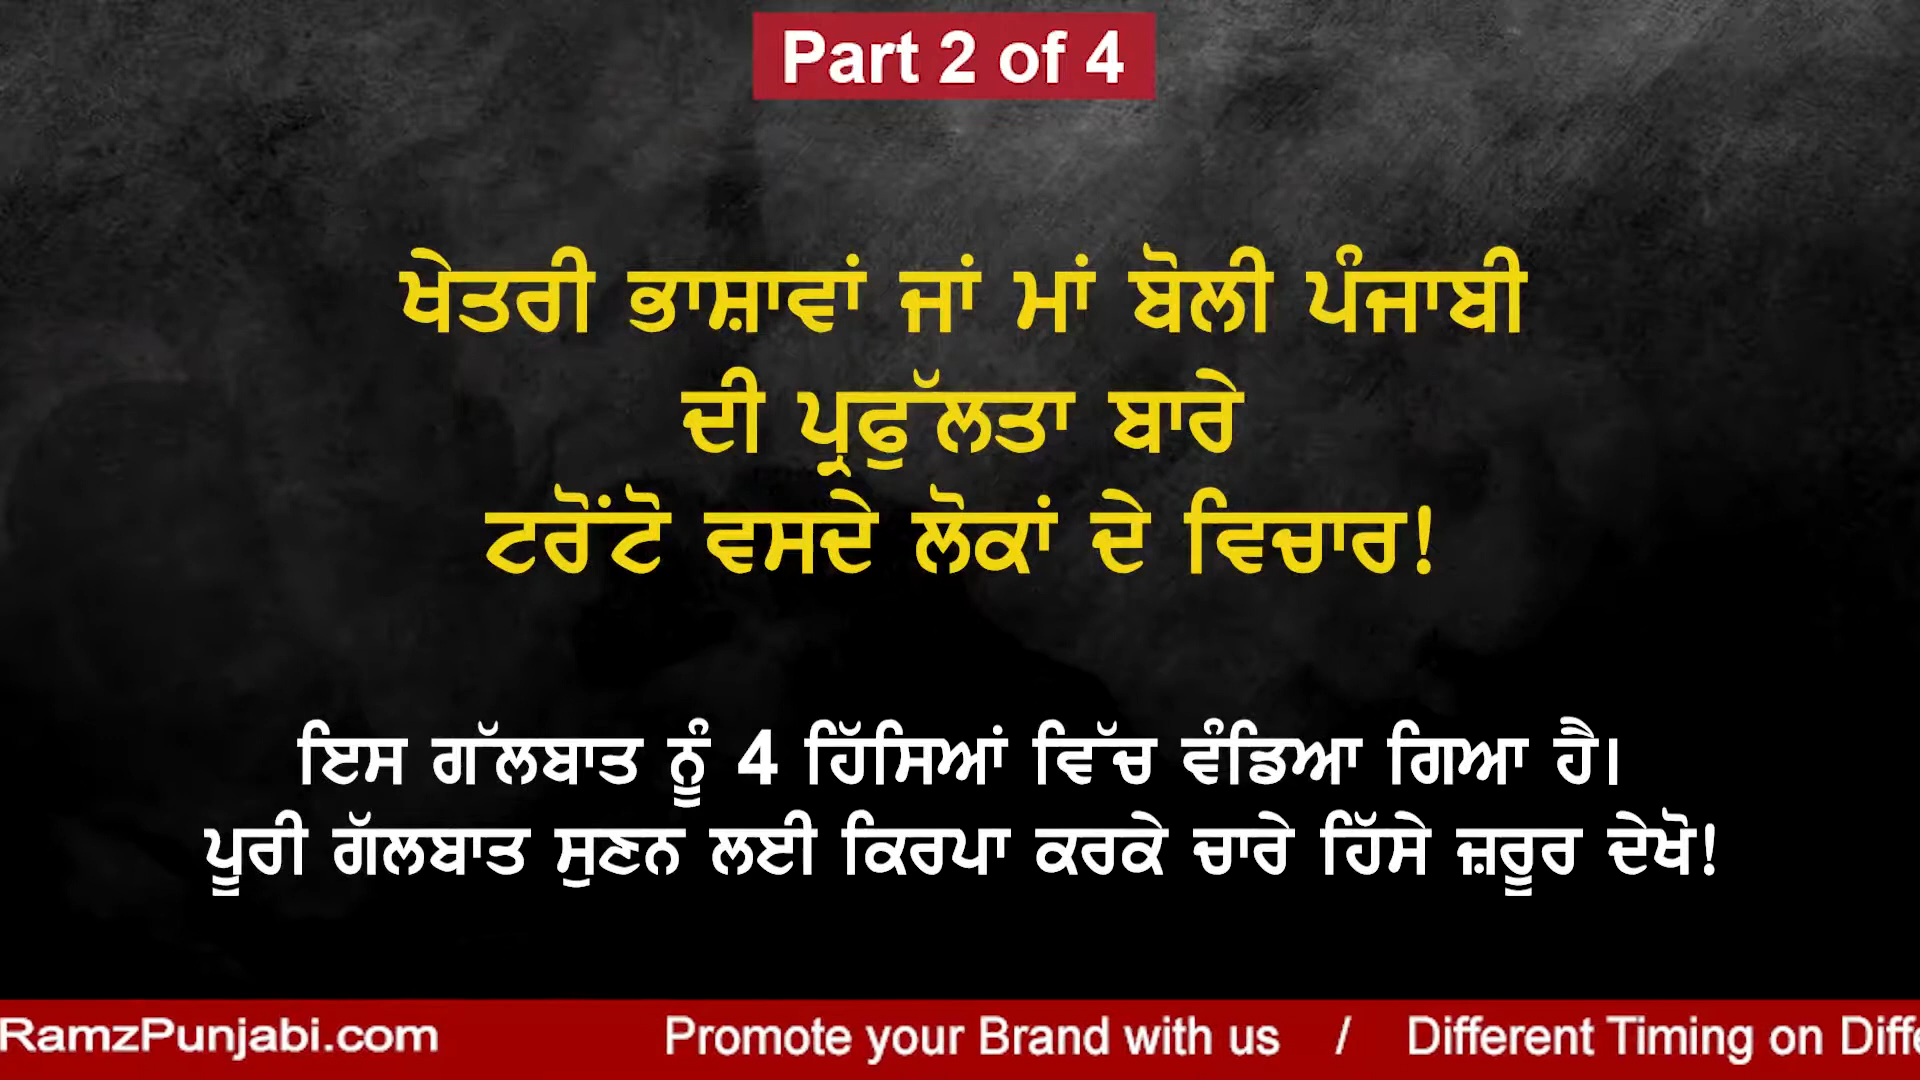 Part 2 of 4
ਖੇਤਰੀ ਭਾਸ਼ਾਵਾਂ ਜਾਂ ਮਾਂ ਬੋਲੀ ਪੰਜਾਬੀ
ਦੀ ਪ੍ਰਫੁੱਲਤਾ ਬਾਰੇ
ਟਰੋਂਟੋ ਵਸਦੇ ਲੋਕਾਂ ਦੇ ਵਿਚਾਰ!
ਇਸ ਗੱਲਬਾਤ ਨੂੰ 4 ਹਿੱਸਿਆਂ ਵਿੱਚ ਵੰਡਿਆ ਗਿਆ ਹੈ।
ਪੂਰੀ ਗੱਲਬਾਤ ਸੁਣਨ ਲਈ ਕਿਰਪਾ ਕਰਕੇ ਚਾਰੇ ਹਿੱਸੇ ਜ਼ਰੂਰ ਦੇਖੋ!
RamzPunjabi.com Promote your Brand with us / Different Timing on